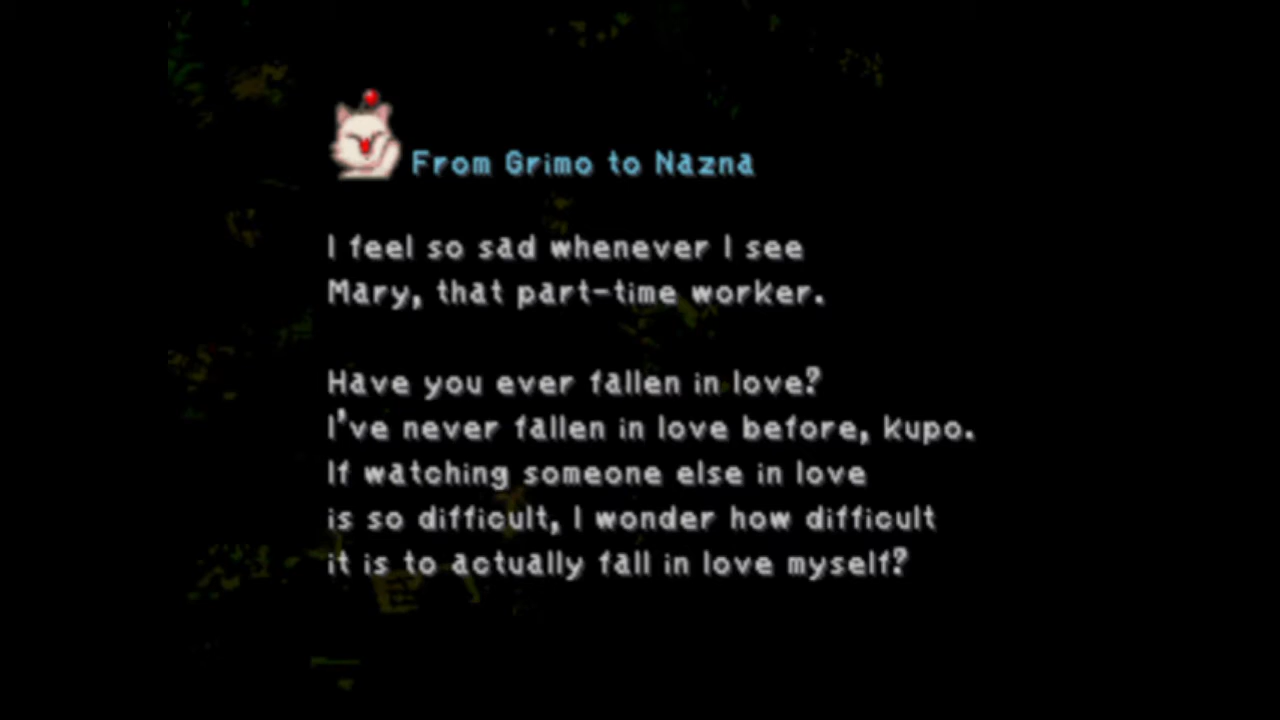 From Grimo to Nazna
I feel so sad whenever I see
Mary, that part-time worker.
Have you ever fallen in love?
I've never fallen in love before, kupo.
If watching someone else in love
is so difficult, I wonder how difficult
it is to actually fall in love myself?